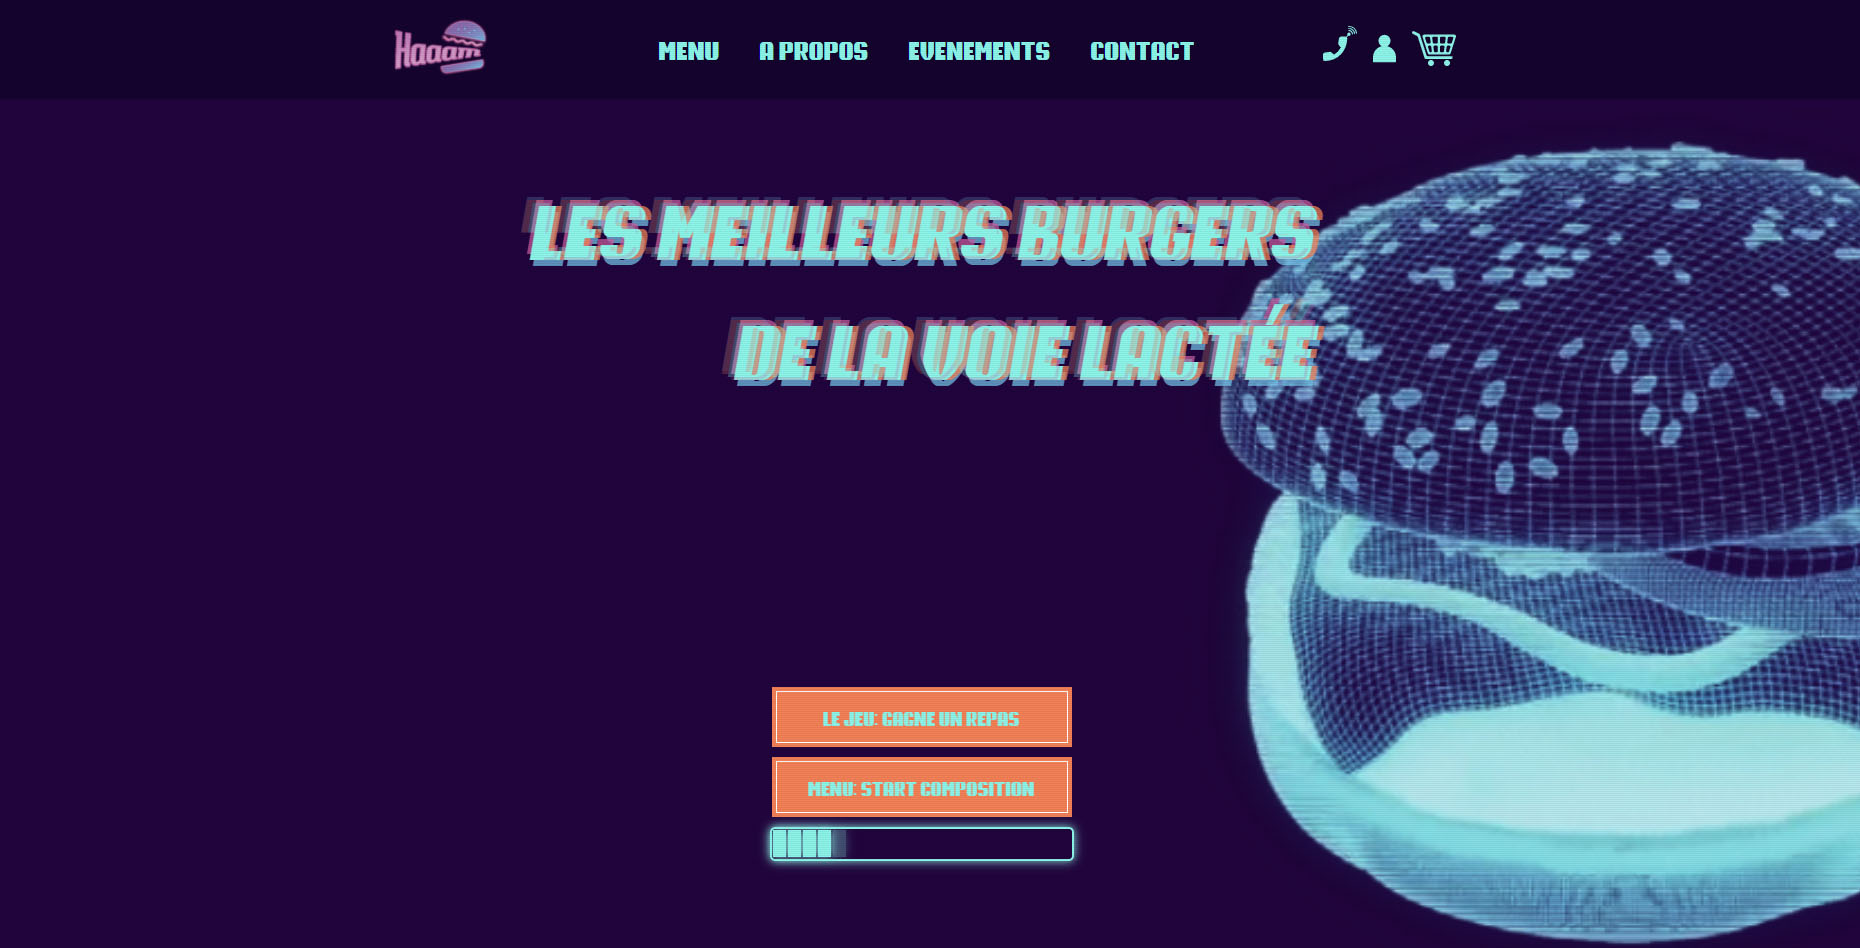 Haaam
MENU
A PROPOS
EVENEMENTS
CONTACT
LES MEILLEURS BURGERS
DE LA VOIE LACTÉE
LE JEU: GAGNE UN REPAS
MENU: START COMPOSITION